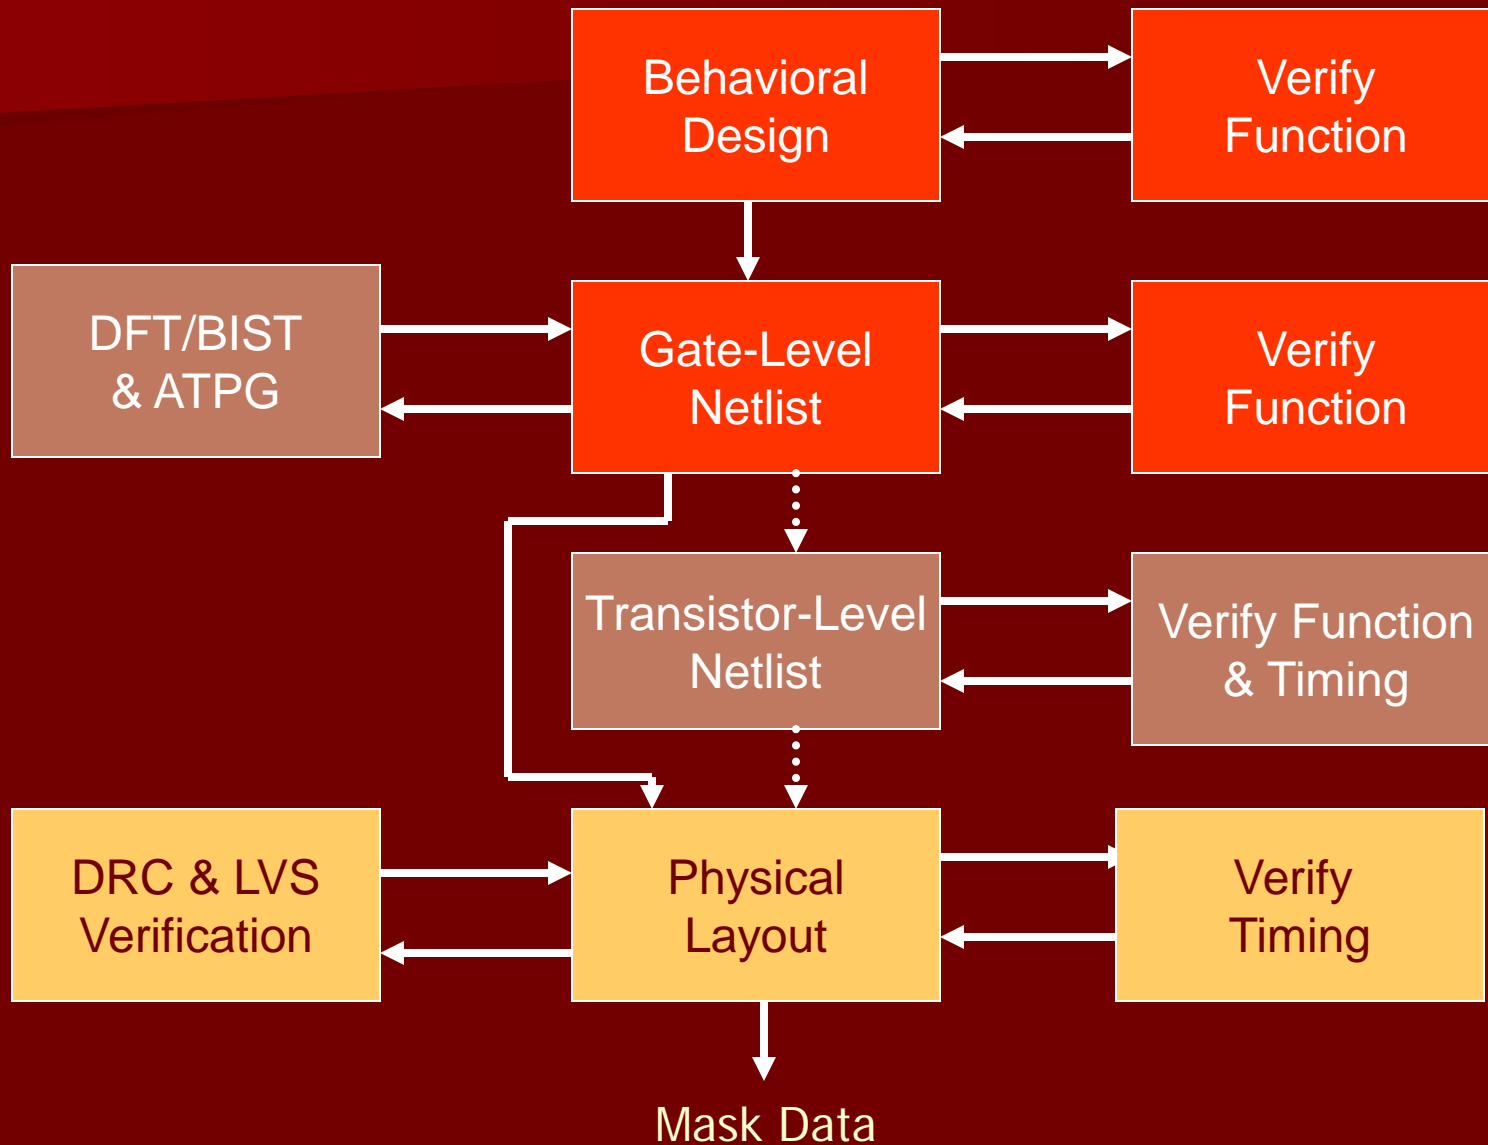 Behavioral
Design
Verify
Function
DFT/BIST
& ATPG
Gate-Level
Netlist
Verify
Function
Transistor-Level
Netlist
Verify Function
& Timing
DRC & LVS
Verification
Physical
Layout
Verify
Timing
Mask Data